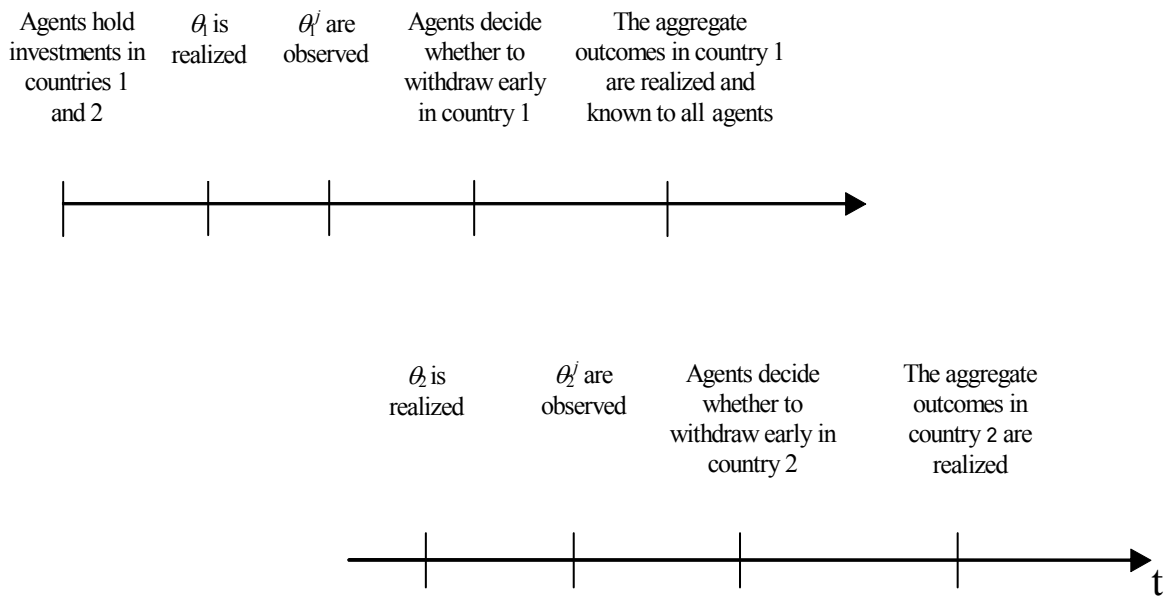 Agents hold
investments in
countries 1
and 2
θ₁ is
realized
θ₁ʲ are
observed
Agents decide
whether to
withdraw early
in country 1
The aggregate
outcomes in country 1
are realized and
known to all agents
θ₂ is
realized
θ₂ʲ are
observed
Agents decide
whether to
withdraw early in
country 2
The aggregate
outcomes in
country 2 are
realized
t